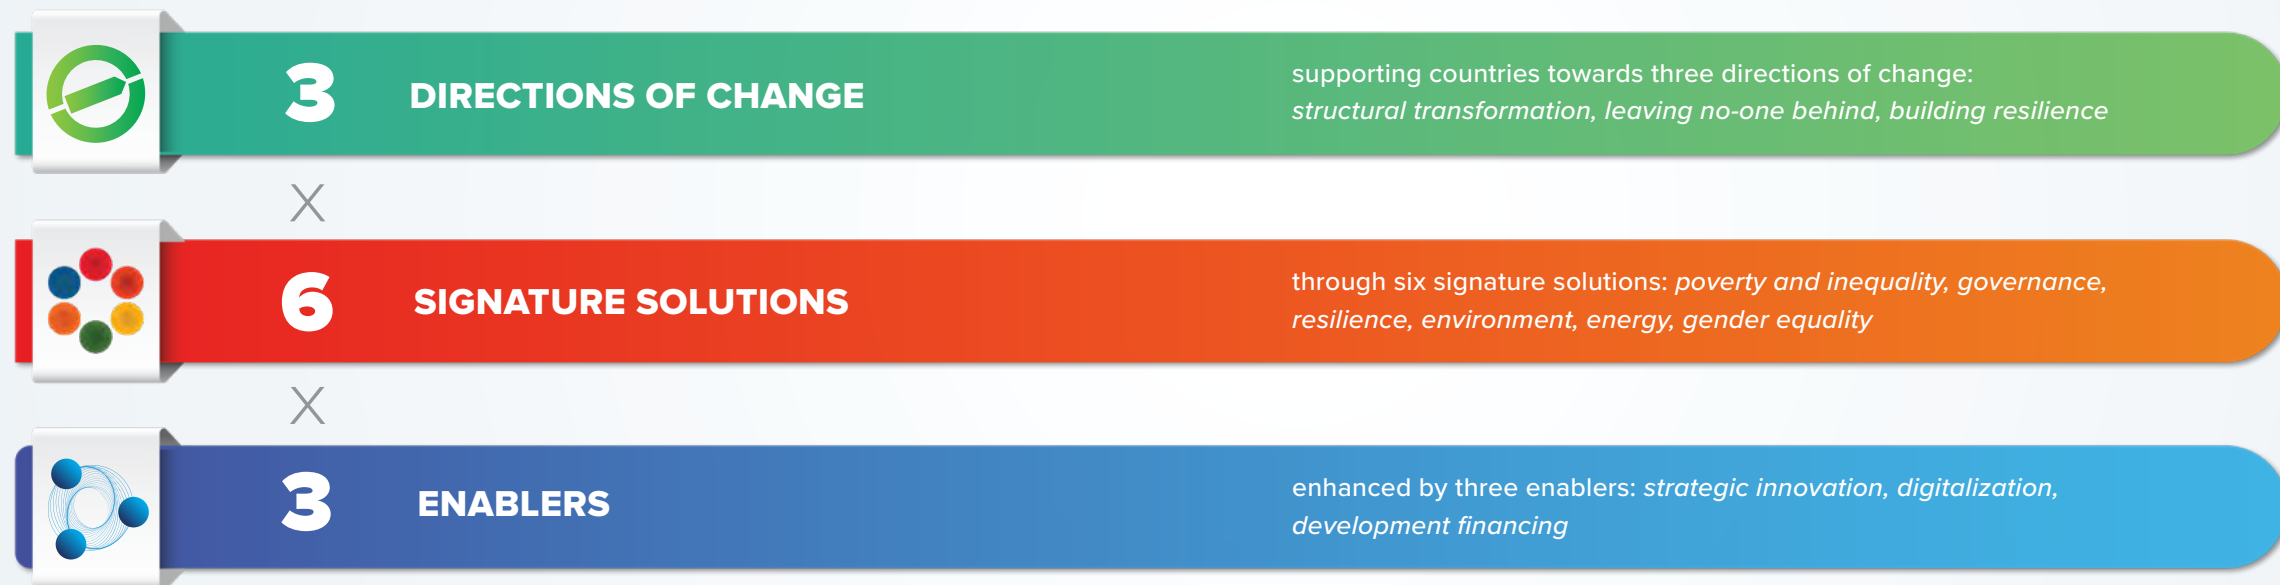 3
DIRECTIONS OF CHANGE
supporting countries towards three directions of change:
structural transformation, leaving no-one behind, building resilience
X
6
SIGNATURE SOLUTIONS
through six signature solutions: poverty and inequality, governance,
resilience, environment, energy, gender equality
X
3
ENABLERS
enhanced by three enablers: strategic innovation, digitalization,
development financing